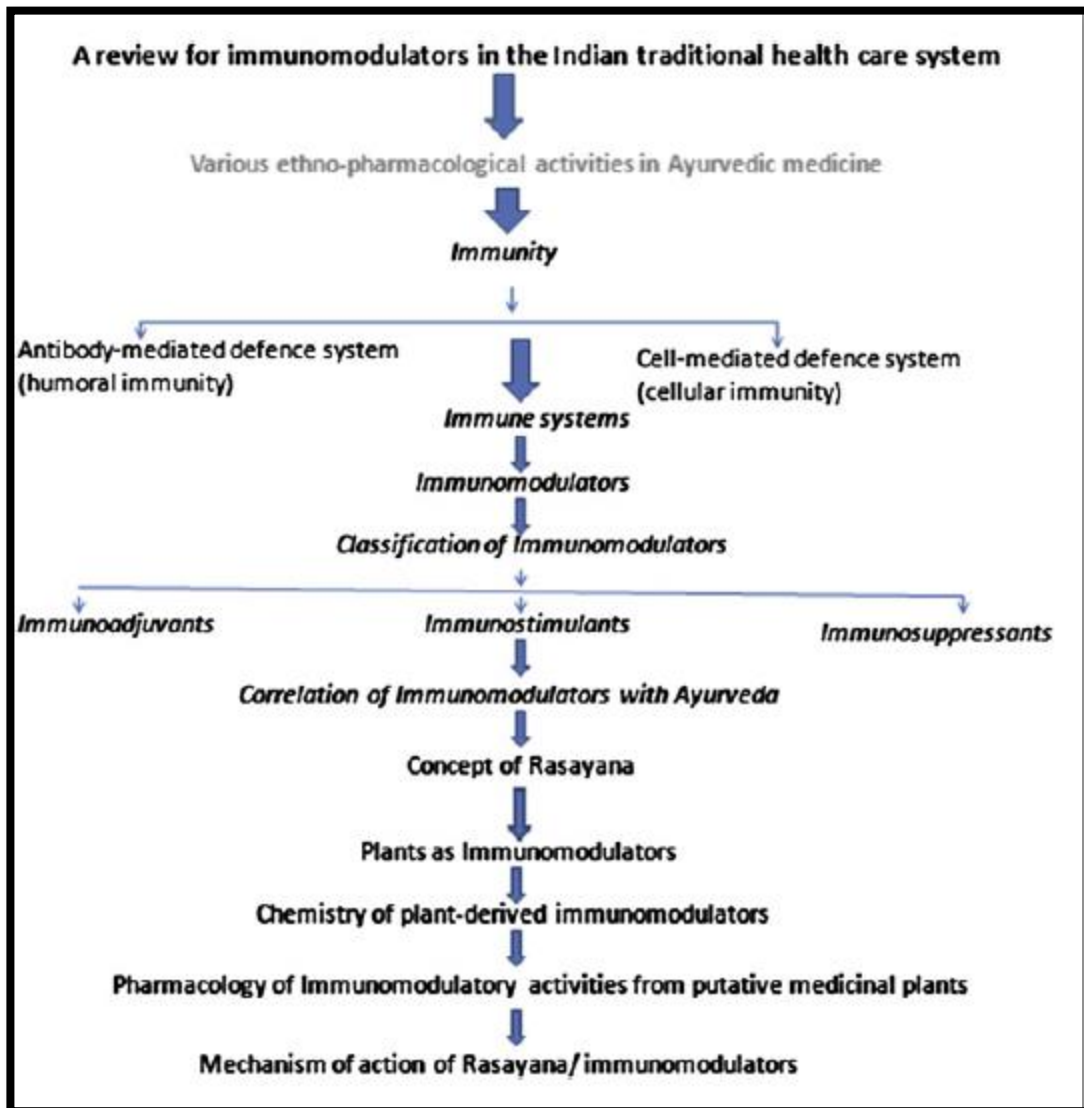 A review for immunomodulators in the Indian traditional health care system
Various ethno-pharmacological activities in Ayurvedic medicine
Immunity
Antibody-mediated defence system
(humoral immunity)
Cell-mediated defence system
(cellular immunity)
Immune systems
Immunomodulators
Classification of Immunomodulators
Immunoadjuvants
Immunostimulants
Immunosuppressants
Correlation of Immunomodulators with Ayurveda
Concept of Rasayana
Plants as Immunomodulators
Chemistry of plant-derived immunomodulators
Pharmacology of Immunomodulatory activities from putative medicinal plants
Mechanism of action of Rasayana/ immunomodulators